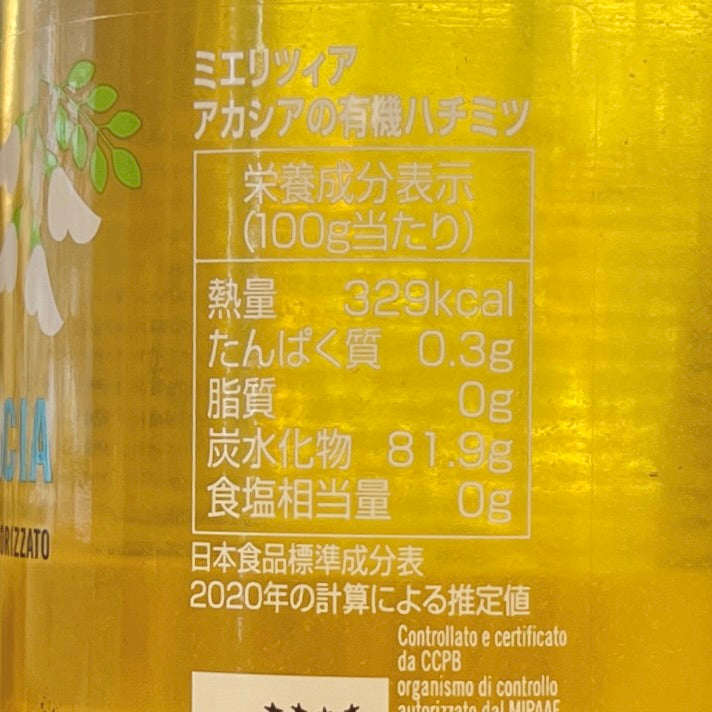 ミエリツィア
アカシアの有機ハチミツ
栄養成分表示
(100g当たり)
熱量 329kcal
たんぱく質 0.3g
脂質 0g
炭水化物 81.9g
食塩相当量 0g
日本食品標準成分表
2020年の計算による推定値
CIA
ORIZZATO
Controllato e certificato
da CCPB
organismo di controllo
autorizzato dal MIPAAF